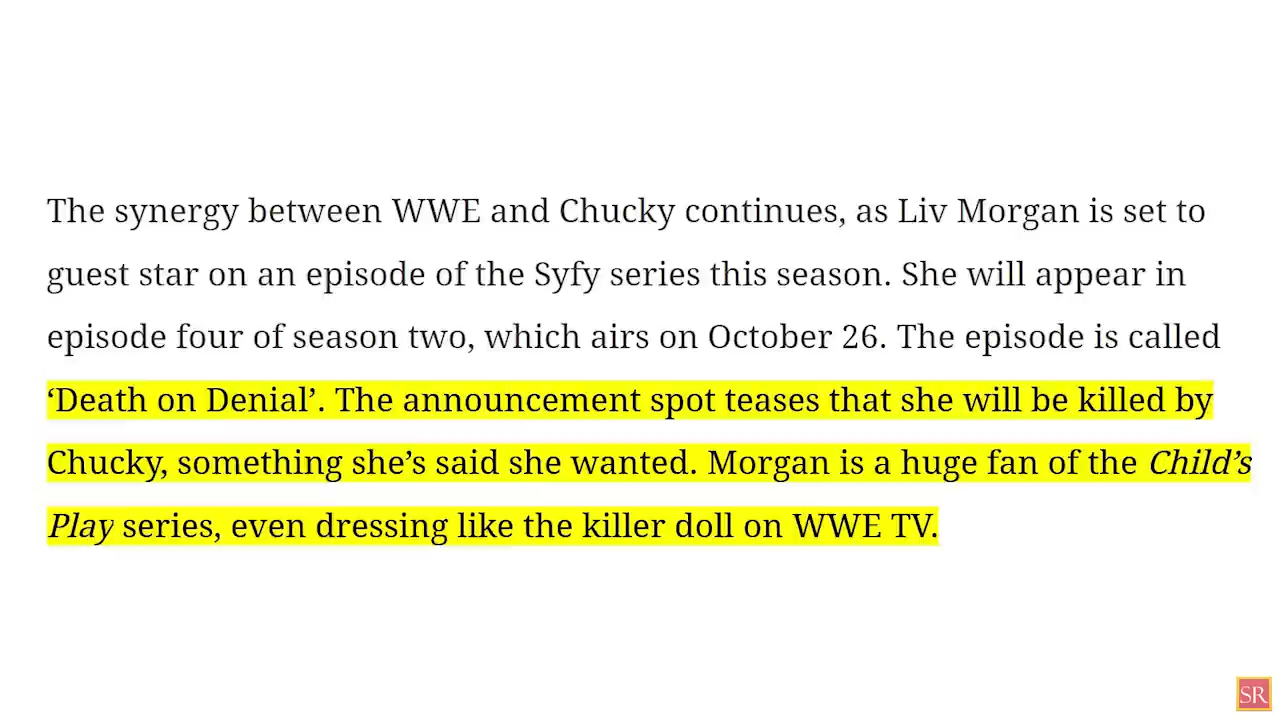 The synergy between WWE and Chucky continues, as Liv Morgan is set to
guest star on an episode of the Syfy series this season. She will appear in
episode four of season two, which airs on October 26. The episode is called
‘Death on Denial’. The announcement spot teases that she will be killed by
Chucky, something she’s said she wanted. Morgan is a huge fan of the Child’s
Play series, even dressing like the killer doll on WWE TV.
SR